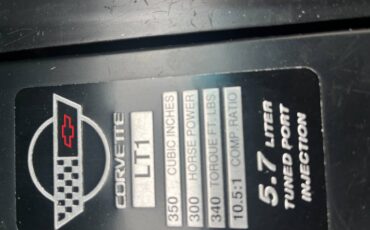 CORVETTE
LT1
350 CUBIC INCHES
300 HORSE POWER
340 TORQUE FT. LBS.
10.5:1 COMP RATIO
5.7 LITER
TUNED PORT
INJECTION